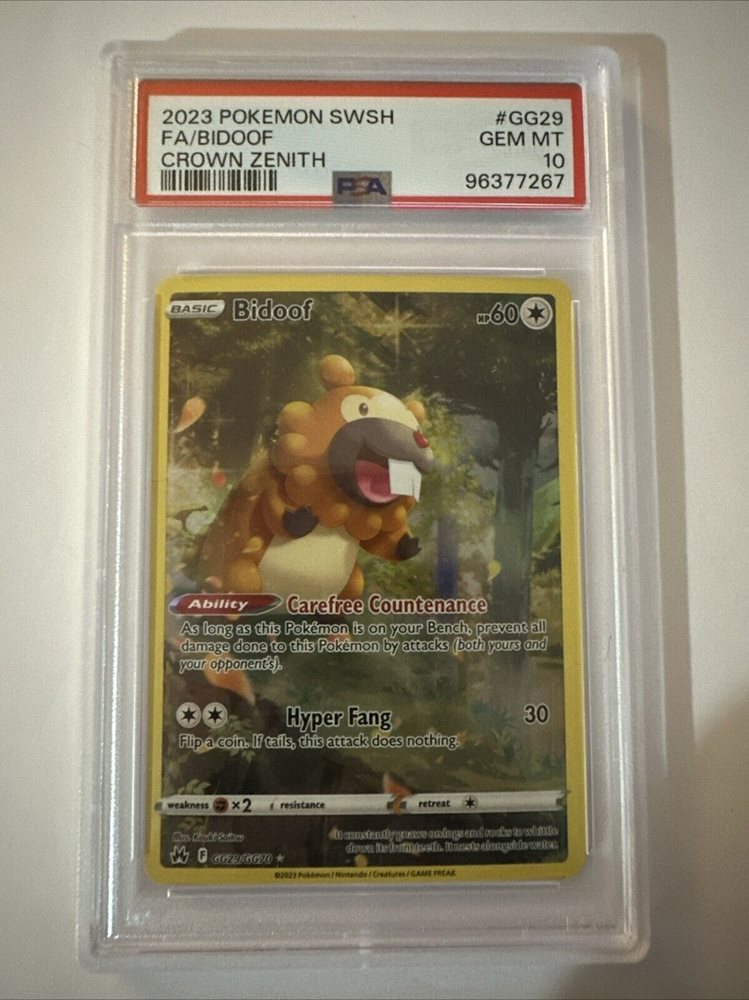 2023 POKEMON SWSH #GG29
FA/BIDOOF GEM MT
CROWN ZENITH 10
PSA 96377267
BASIC Bidoof HP60
Ability Carefree Countenance
As long as this Pokémon is on your Bench, prevent all
damage done to this Pokémon by attacks (both yours and
your opponent's).
Hyper Fang 30
Flip a coin. If tails, this attack does nothing.
weakness ×2 resistance retreat
Illus. Kouki Saitou
It constantly gnaws on logs and rocks to whittle
down its front teeth. It nests alongside water.
F GG29/GG70
©2023 Pokémon / Nintendo / Creatures / GAME FREAK